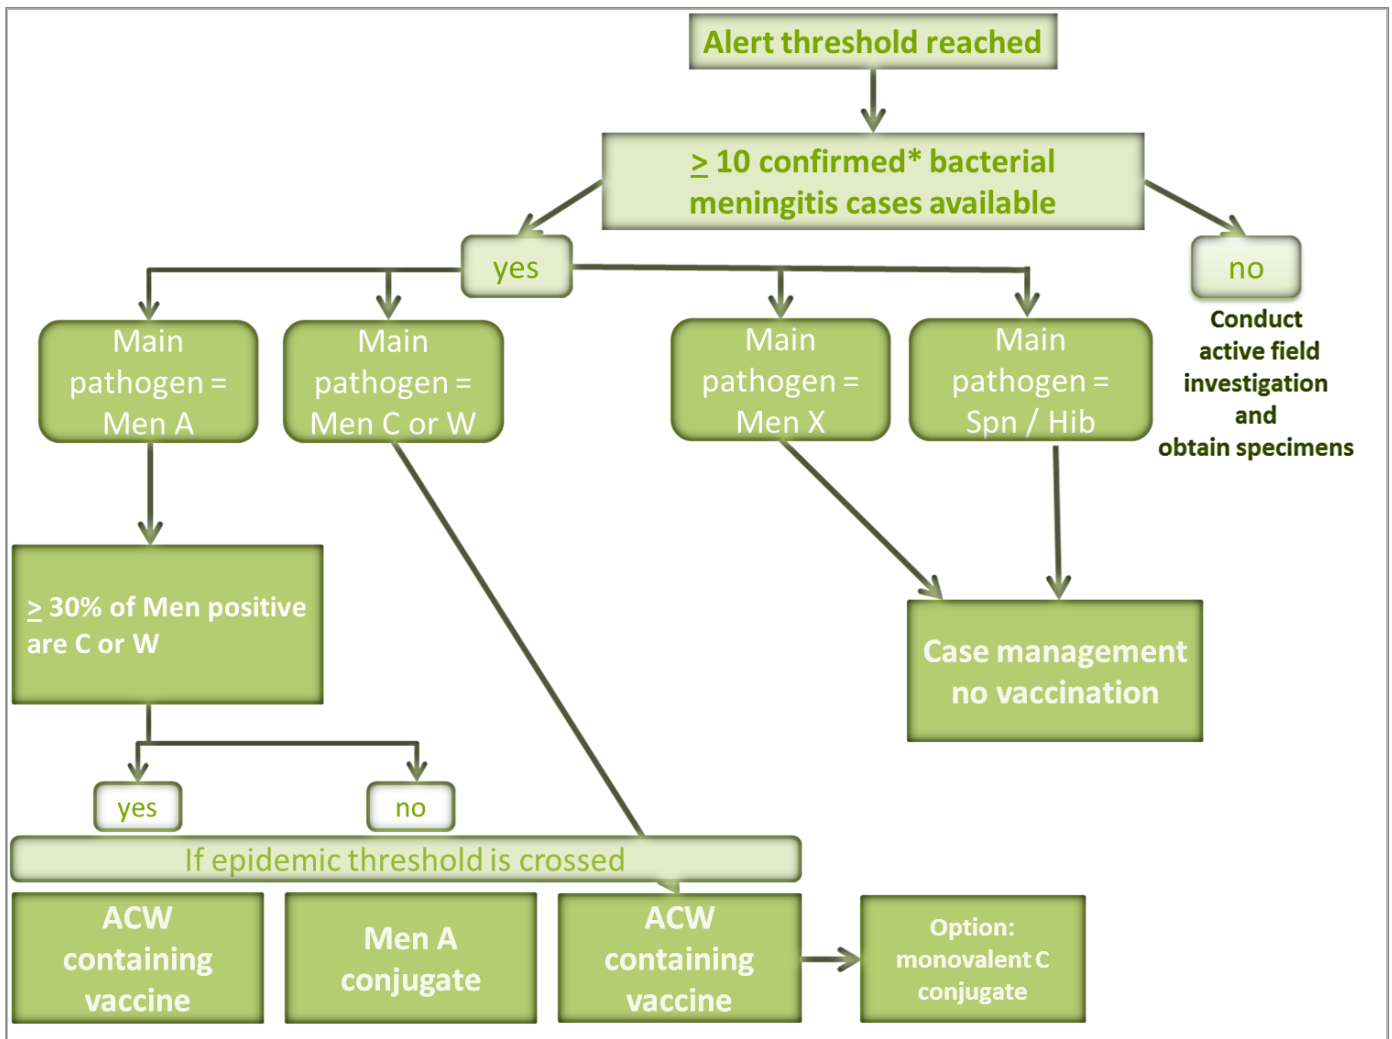 Alert threshold reached
≥ 10 confirmed* bacterial
meningitis cases available
yes
no
Conduct
active field
investigation
and
obtain specimens
Main
pathogen =
Men A
Main
pathogen =
Men C or W
Main
pathogen =
Men X
Main
pathogen =
Spn / Hib
≥ 30% of Men positive
are C or W
Case management
no vaccination
yes
no
If epidemic threshold is crossed
ACW
containing
vaccine
Men A
conjugate
ACW
containing
vaccine
Option:
monovalent C
conjugate